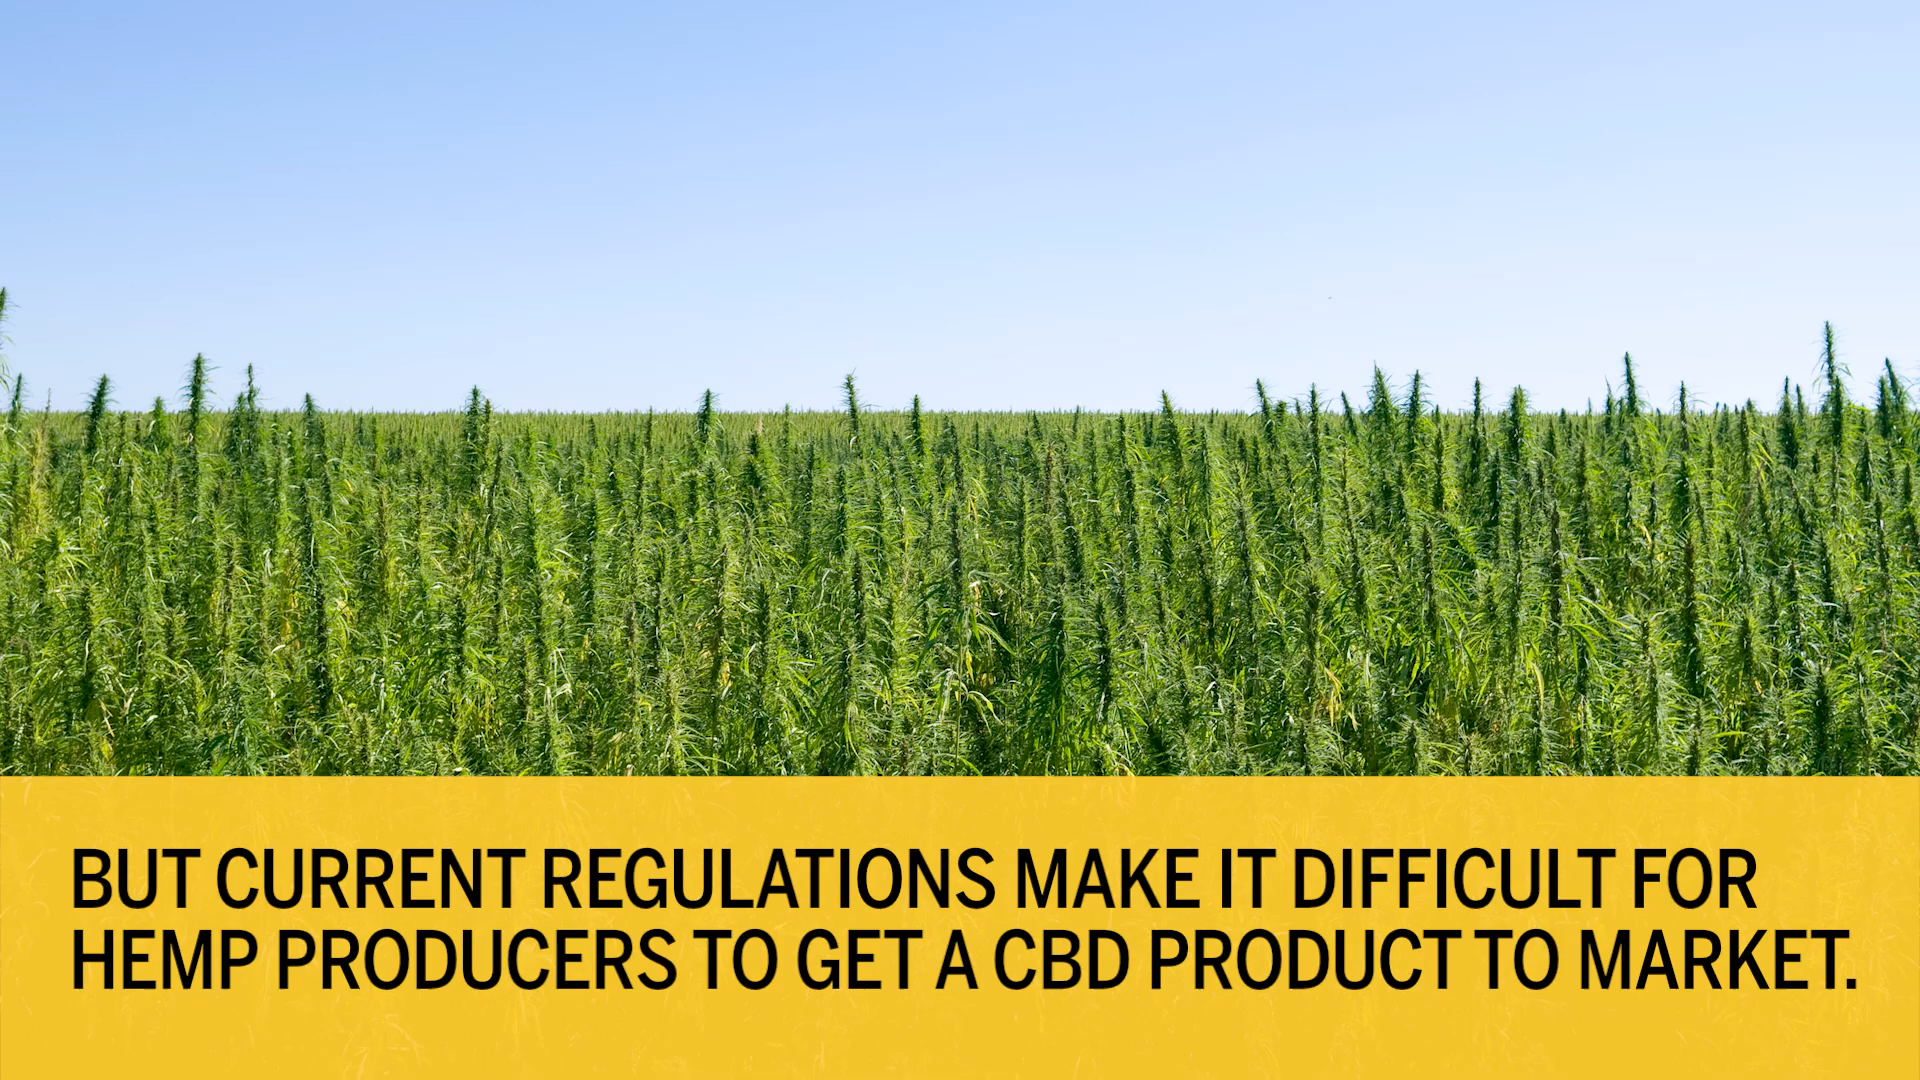 BUT CURRENT REGULATIONS MAKE IT DIFFICULT FOR
HEMP PRODUCERS TO GET A CBD PRODUCT TO MARKET.